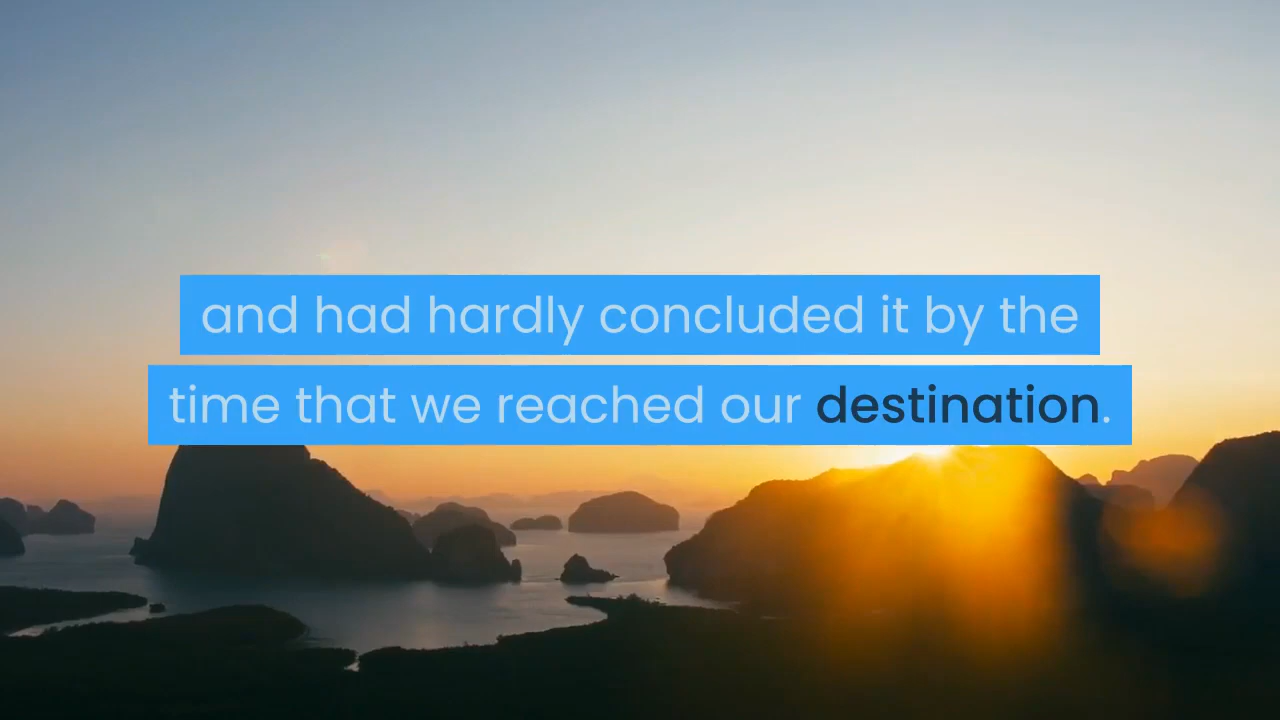 and had hardly concluded it by the
time that we reached our destination.